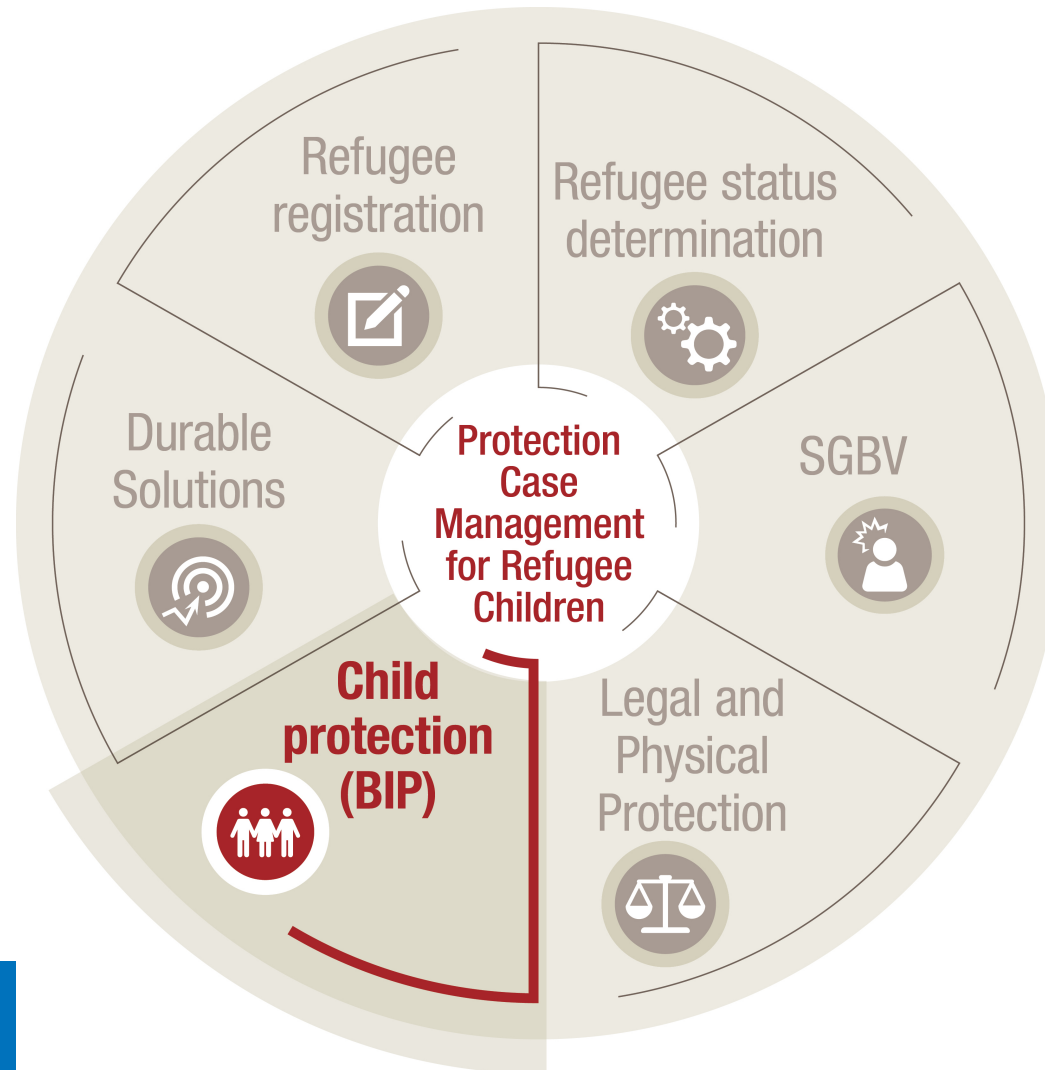 Refugee
registration
Refugee status
determination
Durable
Solutions
Protection
Case
Management
for Refugee
Children
SGBV
Child
protection
(BIP)
Legal and
Physical
Protection